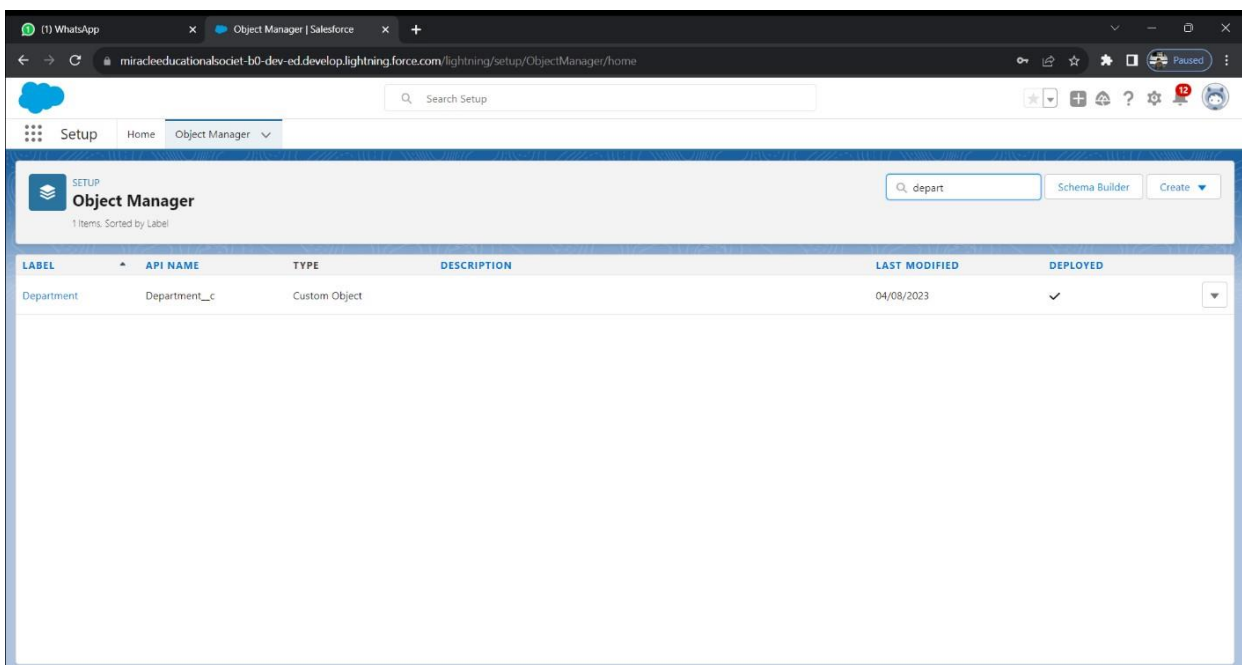 (1) WhatsApp
Object Manager | Salesforce
miracleeducationalsociet-b0-dev-ed.develop.lightning.force.com/lightning/setup/ObjectManager/home
Paused
Search Setup
12
Setup Home Object Manager
SETUP
Object Manager
1 Items, Sorted by Label
depart
Schema Builder
Create
LABEL API NAME TYPE DESCRIPTION LAST MODIFIED DEPLOYED
Department Department__c Custom Object 04/08/2023